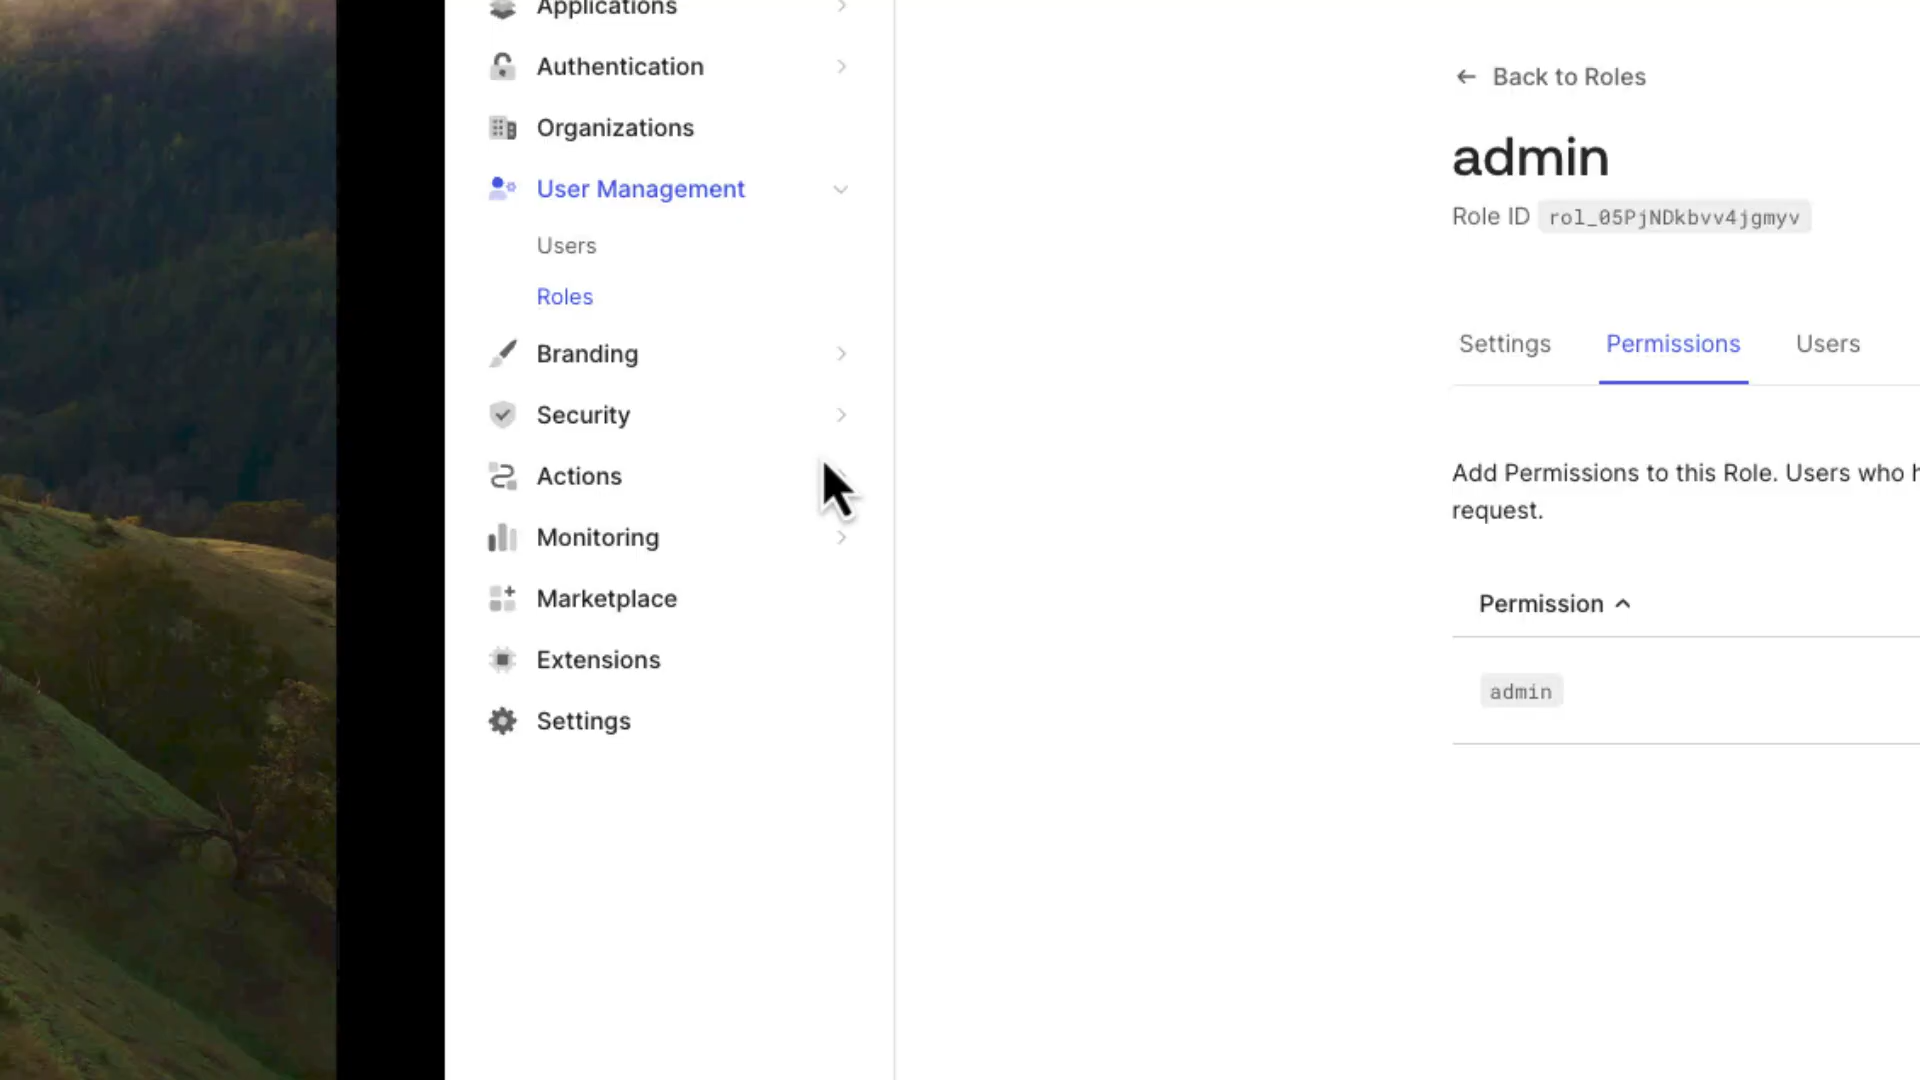 Applications
Authentication
Organizations
User Management
Users
Roles
Branding
Security
Actions
Monitoring
Marketplace
Extensions
Settings
Back to Roles
admin
Role ID rol_05PjNDkbvv4jgmyv
Settings Permissions Users
Add Permissions to this Role. Users who
request.
Permission
admin